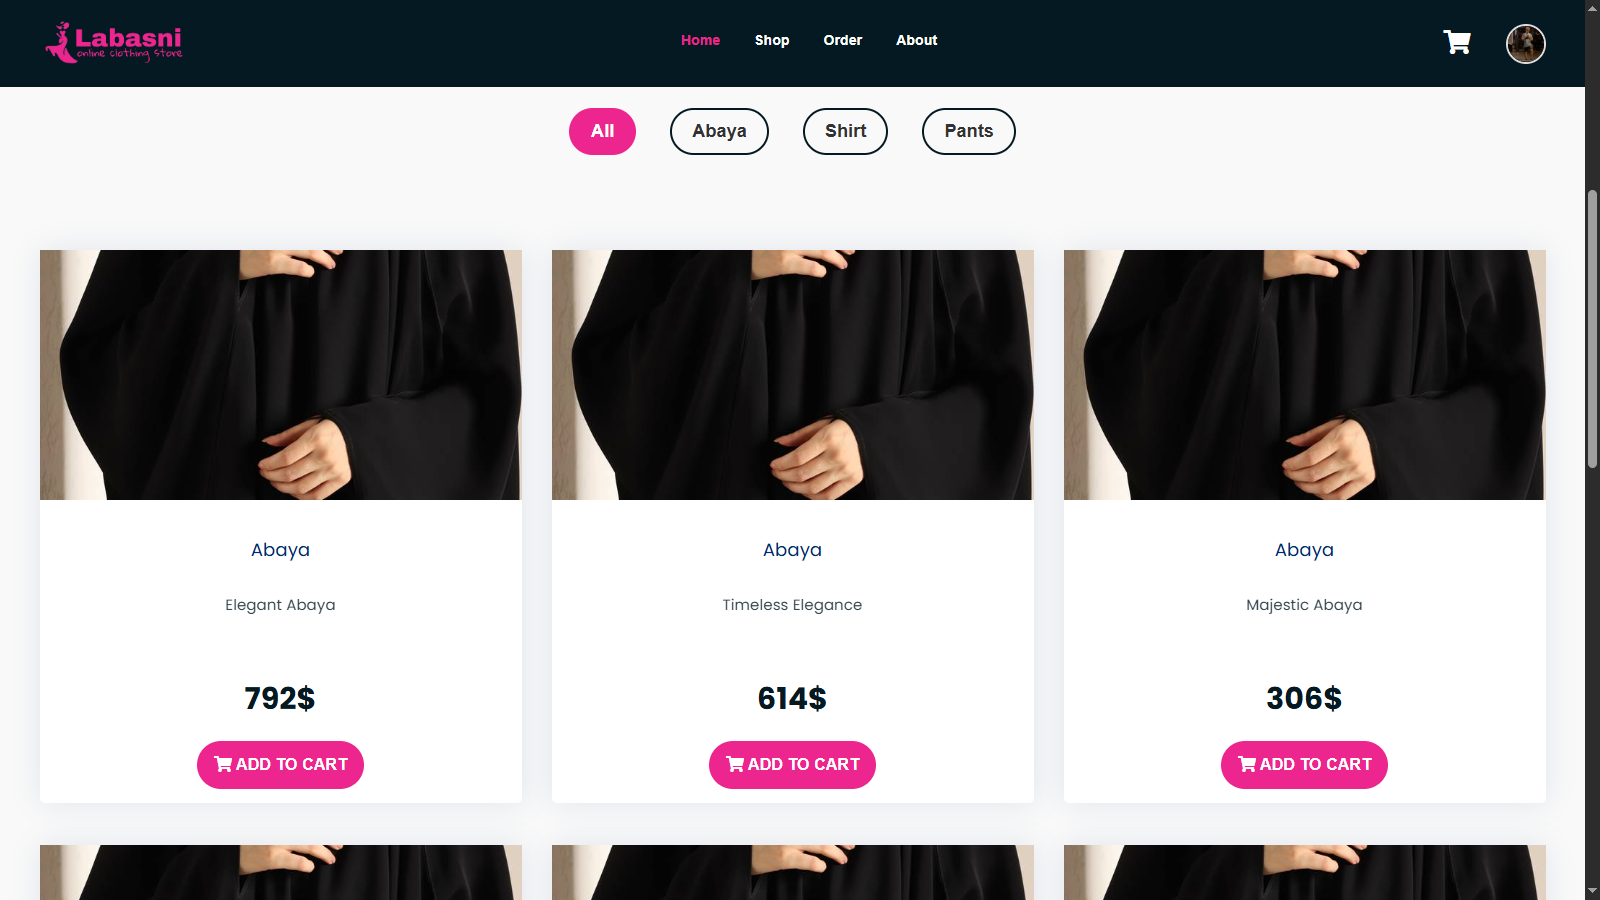 Labasni
online clothing store
Home
Shop
Order
About
All
Abaya
Shirt
Pants
Abaya
Elegant Abaya
792$
ADD TO CART
Abaya
Timeless Elegance
614$
ADD TO CART
Abaya
Majestic Abaya
306$
ADD TO CART